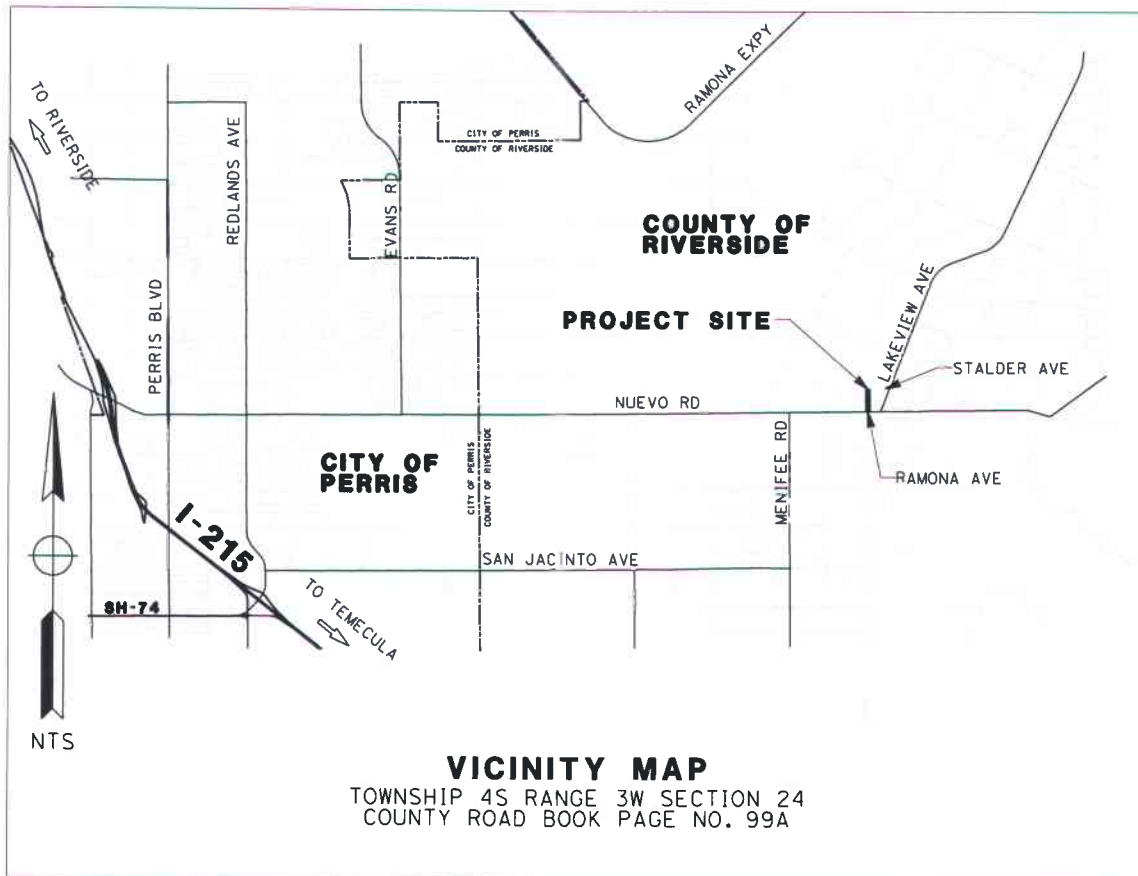 RAMONA EXPY
TO RIVERSIDE
REDLANDS AVE
CITY OF PERRIS
COUNTY OF RIVERSIDE
EVANS RD
COUNTY OF
RIVERSIDE
PERRIS BLVD
PROJECT SITE
LAKEVIEW AVE
STALDER AVE
NUEVO RD
CITY OF
PERRIS
CITY OF PERRIS
COUNTY OF RIVERSIDE
MENIFEE RD
RAMONA AVE
I-215
SAN JACINTO AVE
SH-74
TO TEMECULA
NTS
VICINITY MAP
TOWNSHIP 4S RANGE 3W SECTION 24
COUNTY ROAD BOOK PAGE NO. 99A